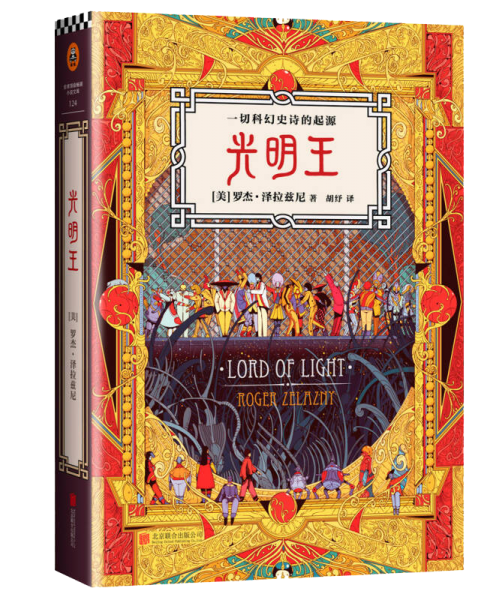 一切科幻史诗的起源
光明王
[美]罗杰·泽拉兹尼 著 胡纾 译
·LORD OF LIGHT·
ROGER ZELAZNY
北京联合出版公司
124
光明王
[美]
罗杰·泽拉兹尼